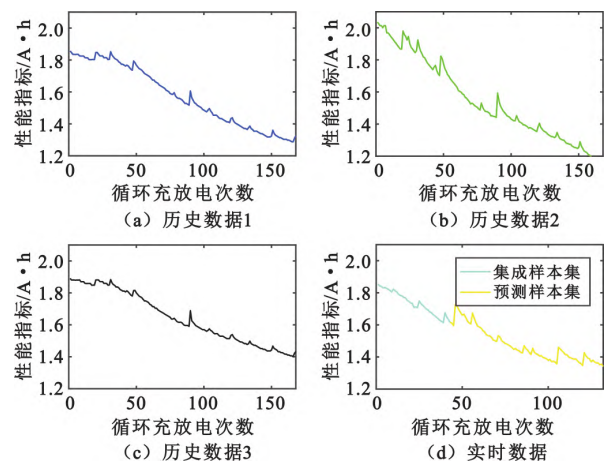 2.0
1.8
1.6
1.4
1.2
性能指标/A·h
0 50 100 150
循环充放电次数
（a）历史数据1
2.0
1.8
1.6
1.4
1.2
性能指标/A·h
0 50 100 150
循环充放电次数
（b）历史数据2
2.0
1.8
1.6
1.4
1.2
性能指标/A·h
0 50 100 150
循环充放电次数
（c）历史数据3
2.0
1.8
1.6
1.4
1.2
性能指标/A·h
集成样本集
预测样本集
0 50 100
循环充放电次数
（d）实时数据